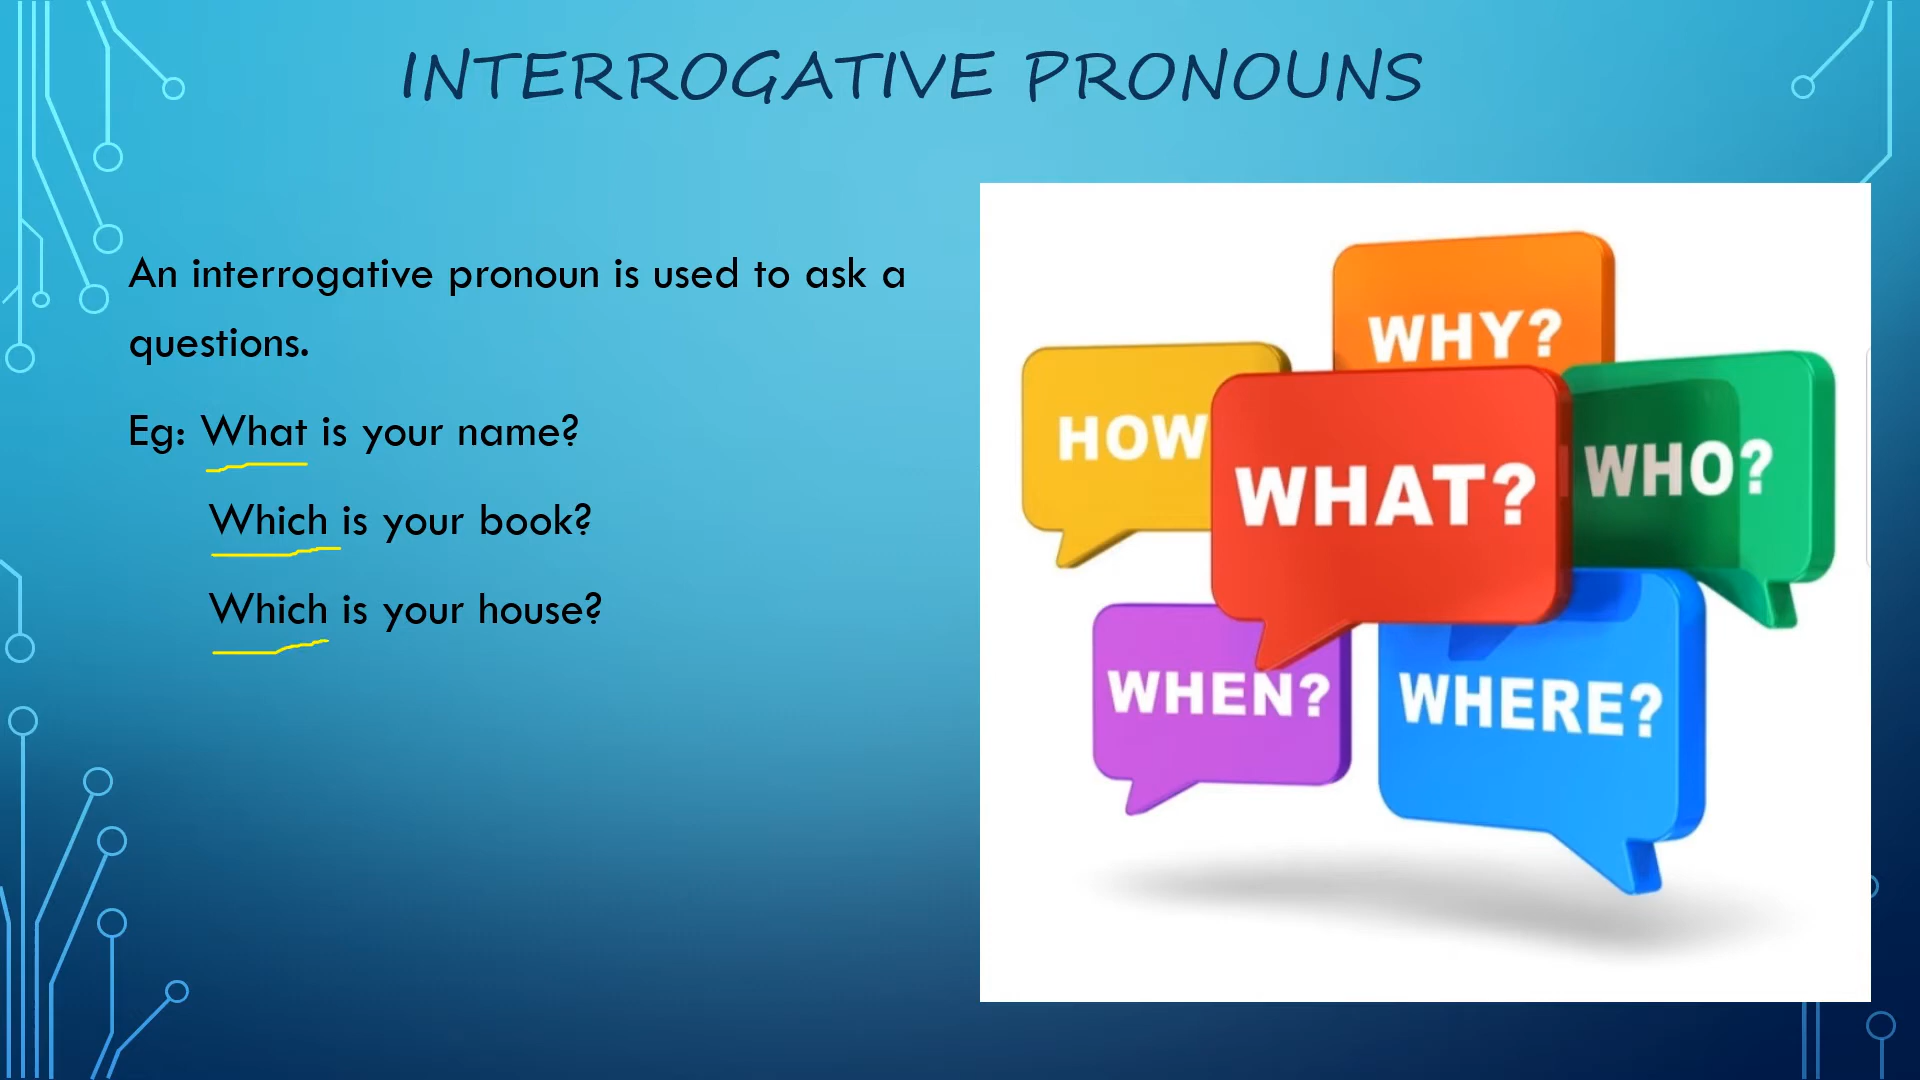 INTERROGATIVE PRONOUNS
An interrogative pronoun is used to ask a
questions.
Eg: What is your name?
Which is your book?
Which is your house?
WHY?
HOW
WHAT?
WHO?
WHEN?
WHERE?